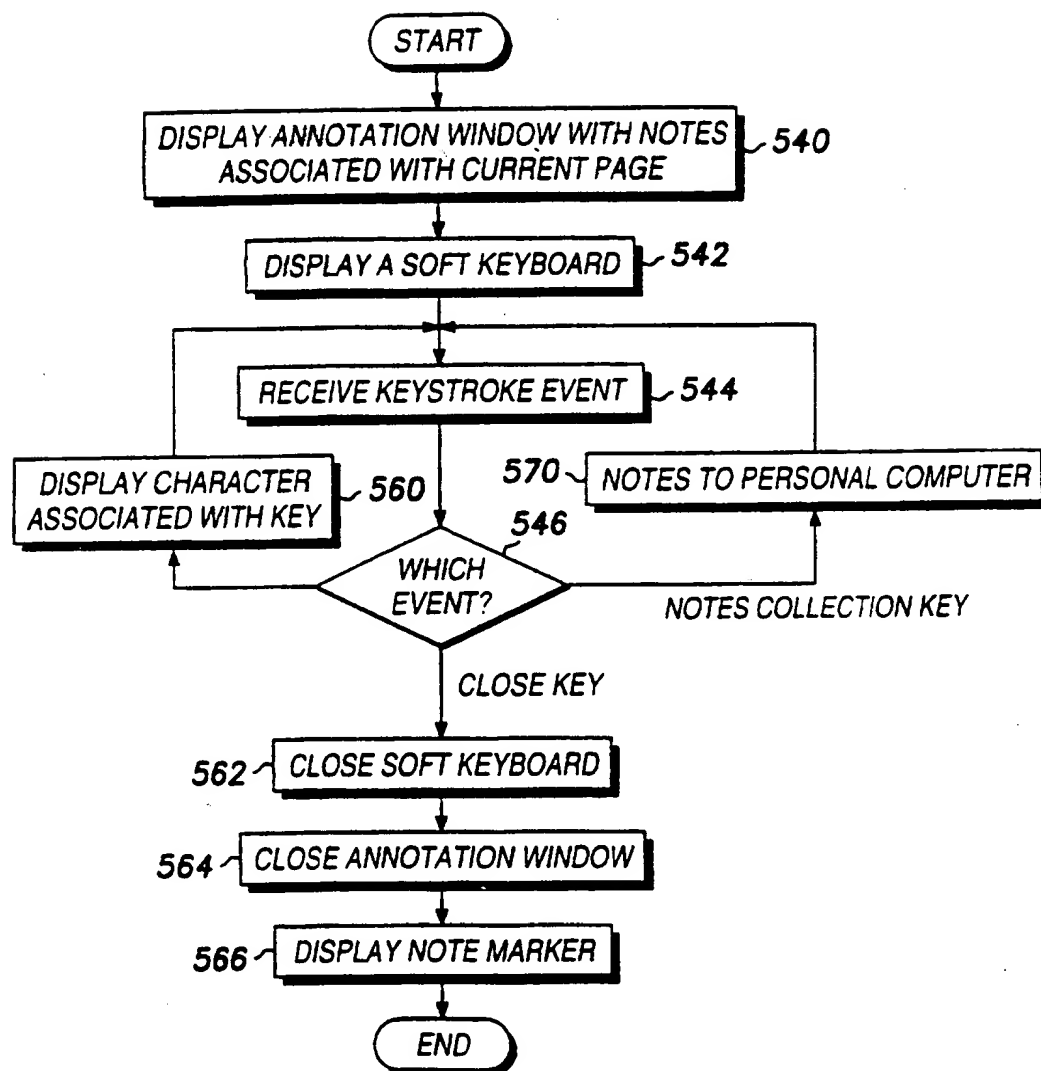 START
DISPLAY ANNOTATION WINDOW WITH NOTES
ASSOCIATED WITH CURRENT PAGE
540
DISPLAY A SOFT KEYBOARD
542
RECEIVE KEYSTROKE EVENT
544
DISPLAY CHARACTER
ASSOCIATED WITH KEY
560
570
NOTES TO PERSONAL COMPUTER
546
WHICH
EVENT?
NOTES COLLECTION KEY
CLOSE KEY
562
CLOSE SOFT KEYBOARD
564
CLOSE ANNOTATION WINDOW
566
DISPLAY NOTE MARKER
END